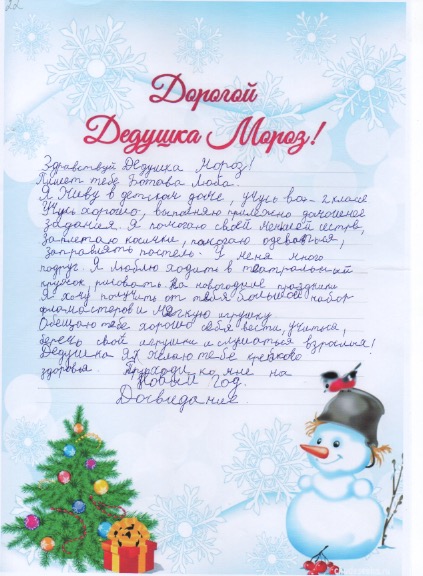 22
Дорогой
Дедушка Мороз!
Здравствуй Дедушка Мороз!
Пишет тебе Ботова Люба.
Я живу в детском доме, учусь во - 2 класе
Учусь хорошо, выполняю прилежно домашнее
задания. Я помогаю своей меньшей сестре,
заплетаю косички, помогаю одеваться,
заправлять постель. У меня много
подруг. Я люблю ходить в театральный
кружок, рисовать. На новогодние праздники
Я хочу получить от тебя большой набор
фломастеров и мягкую игрушку
Обещаю тебе хорошо себя вести, учиться,
беречь свои игрушки и слушаться взрослых!
Дедушка Я желаю тебе крепкого
здоровья. Приходи ко мне на
Новый год.
Досвидание.